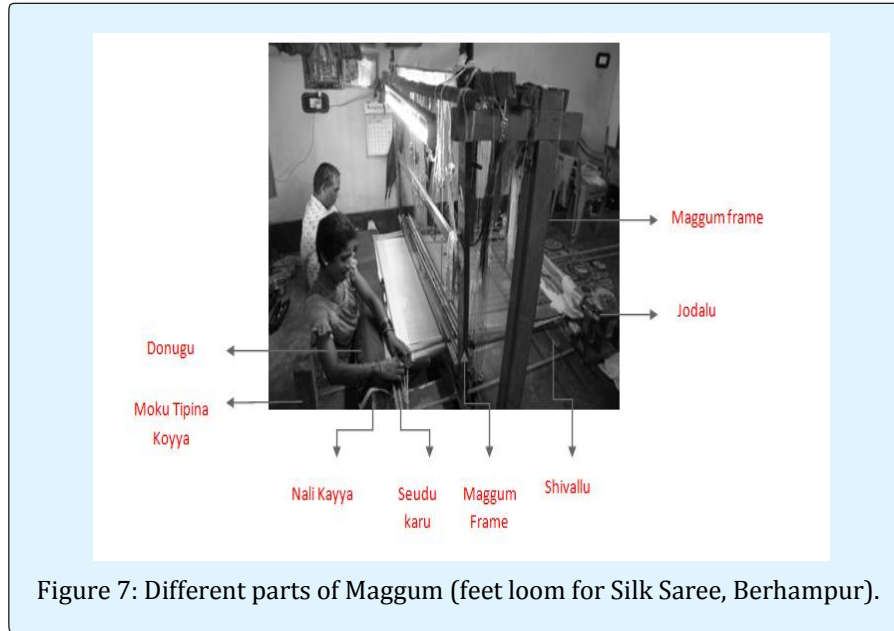 Maggum frame
Jodalu
Donugu
Moku Tipina
Koyya
Nali Kayya
Seudu
karu
Maggum
Frame
Shivallu
Figure 7: Different parts of Maggum (feet loom for Silk Saree, Berhampur).